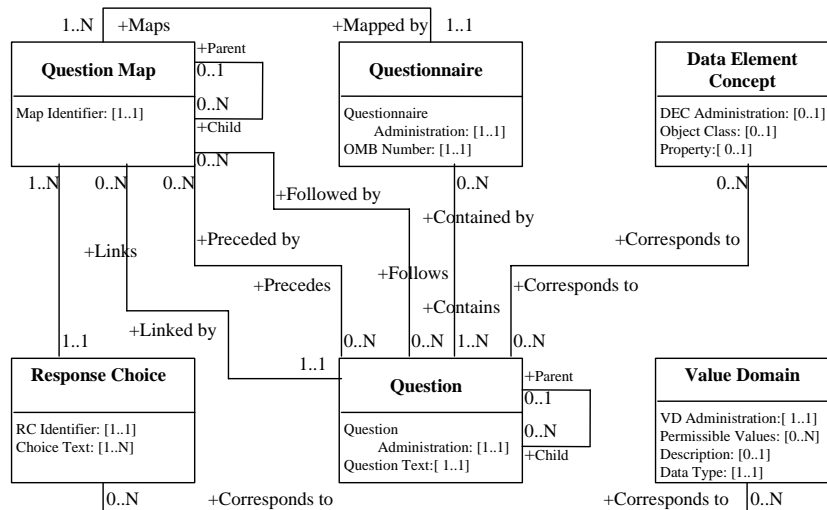 1..N +Maps +Mapped by 1..1
Question Map
Map Identifier: [1..1]
+Parent
0..1
0..N
+Child
0..N
Questionnaire
Questionnaire
Administration: [1..1]
OMB Number: [1..1]
Data Element
Concept
DEC Administration: [0..1]
Object Class: [0..1]
Property:[ 0..1]
1..N 0..N 0..N
0..N
0..N
+Followed by
+Contained by
+Preceded by
+Links
+Corresponds to
+Follows
+Precedes
+Corresponds to
+Contains
+Linked by
1..1
1..1
0..N 0..N 1..N 0..N
Response Choice
RC Identifier: [1..1]
Choice Text: [1..N]
Question
Question
Administration: [1..1]
Question Text:[ 1..1]
+Parent
0..1
0..N
+Child
Value Domain
VD Administration:[ 1..1]
Permissible Values: [0..N]
Description: [0..1]
Data Type: [1..1]
0..N +Corresponds to
+Corresponds to 0..N